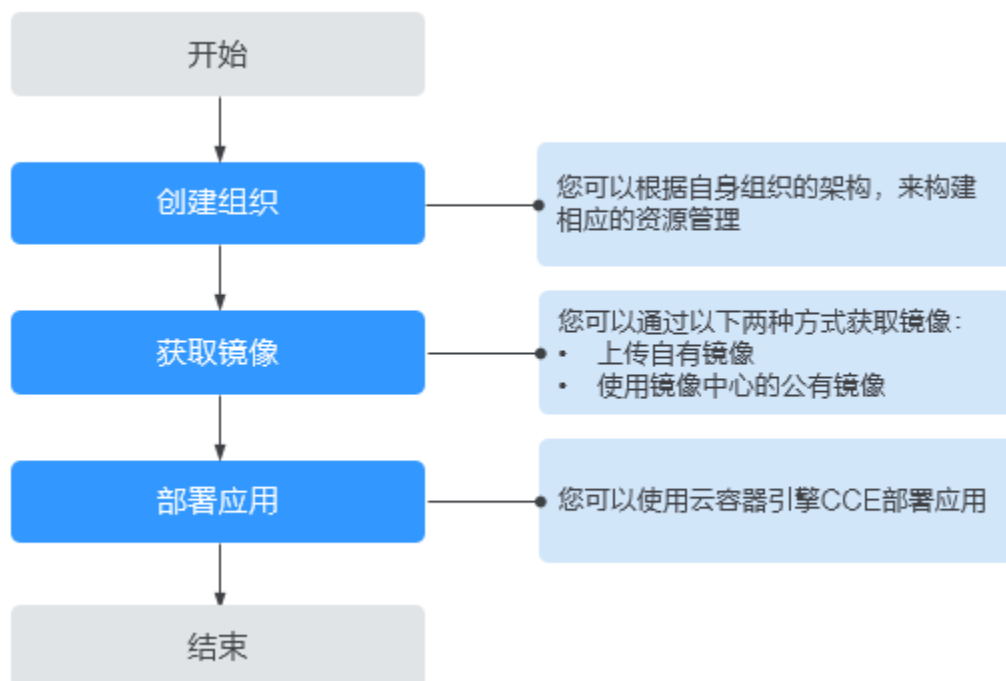 开始
创建组织
您可以根据自身组织的架构，来构建
相应的资源管理
获取镜像
您可以通过以下两种方式获取镜像：
• 上传自有镜像
• 使用镜像中心的公有镜像
部署应用
您可以使用云容器引擎CCE部署应用
结束